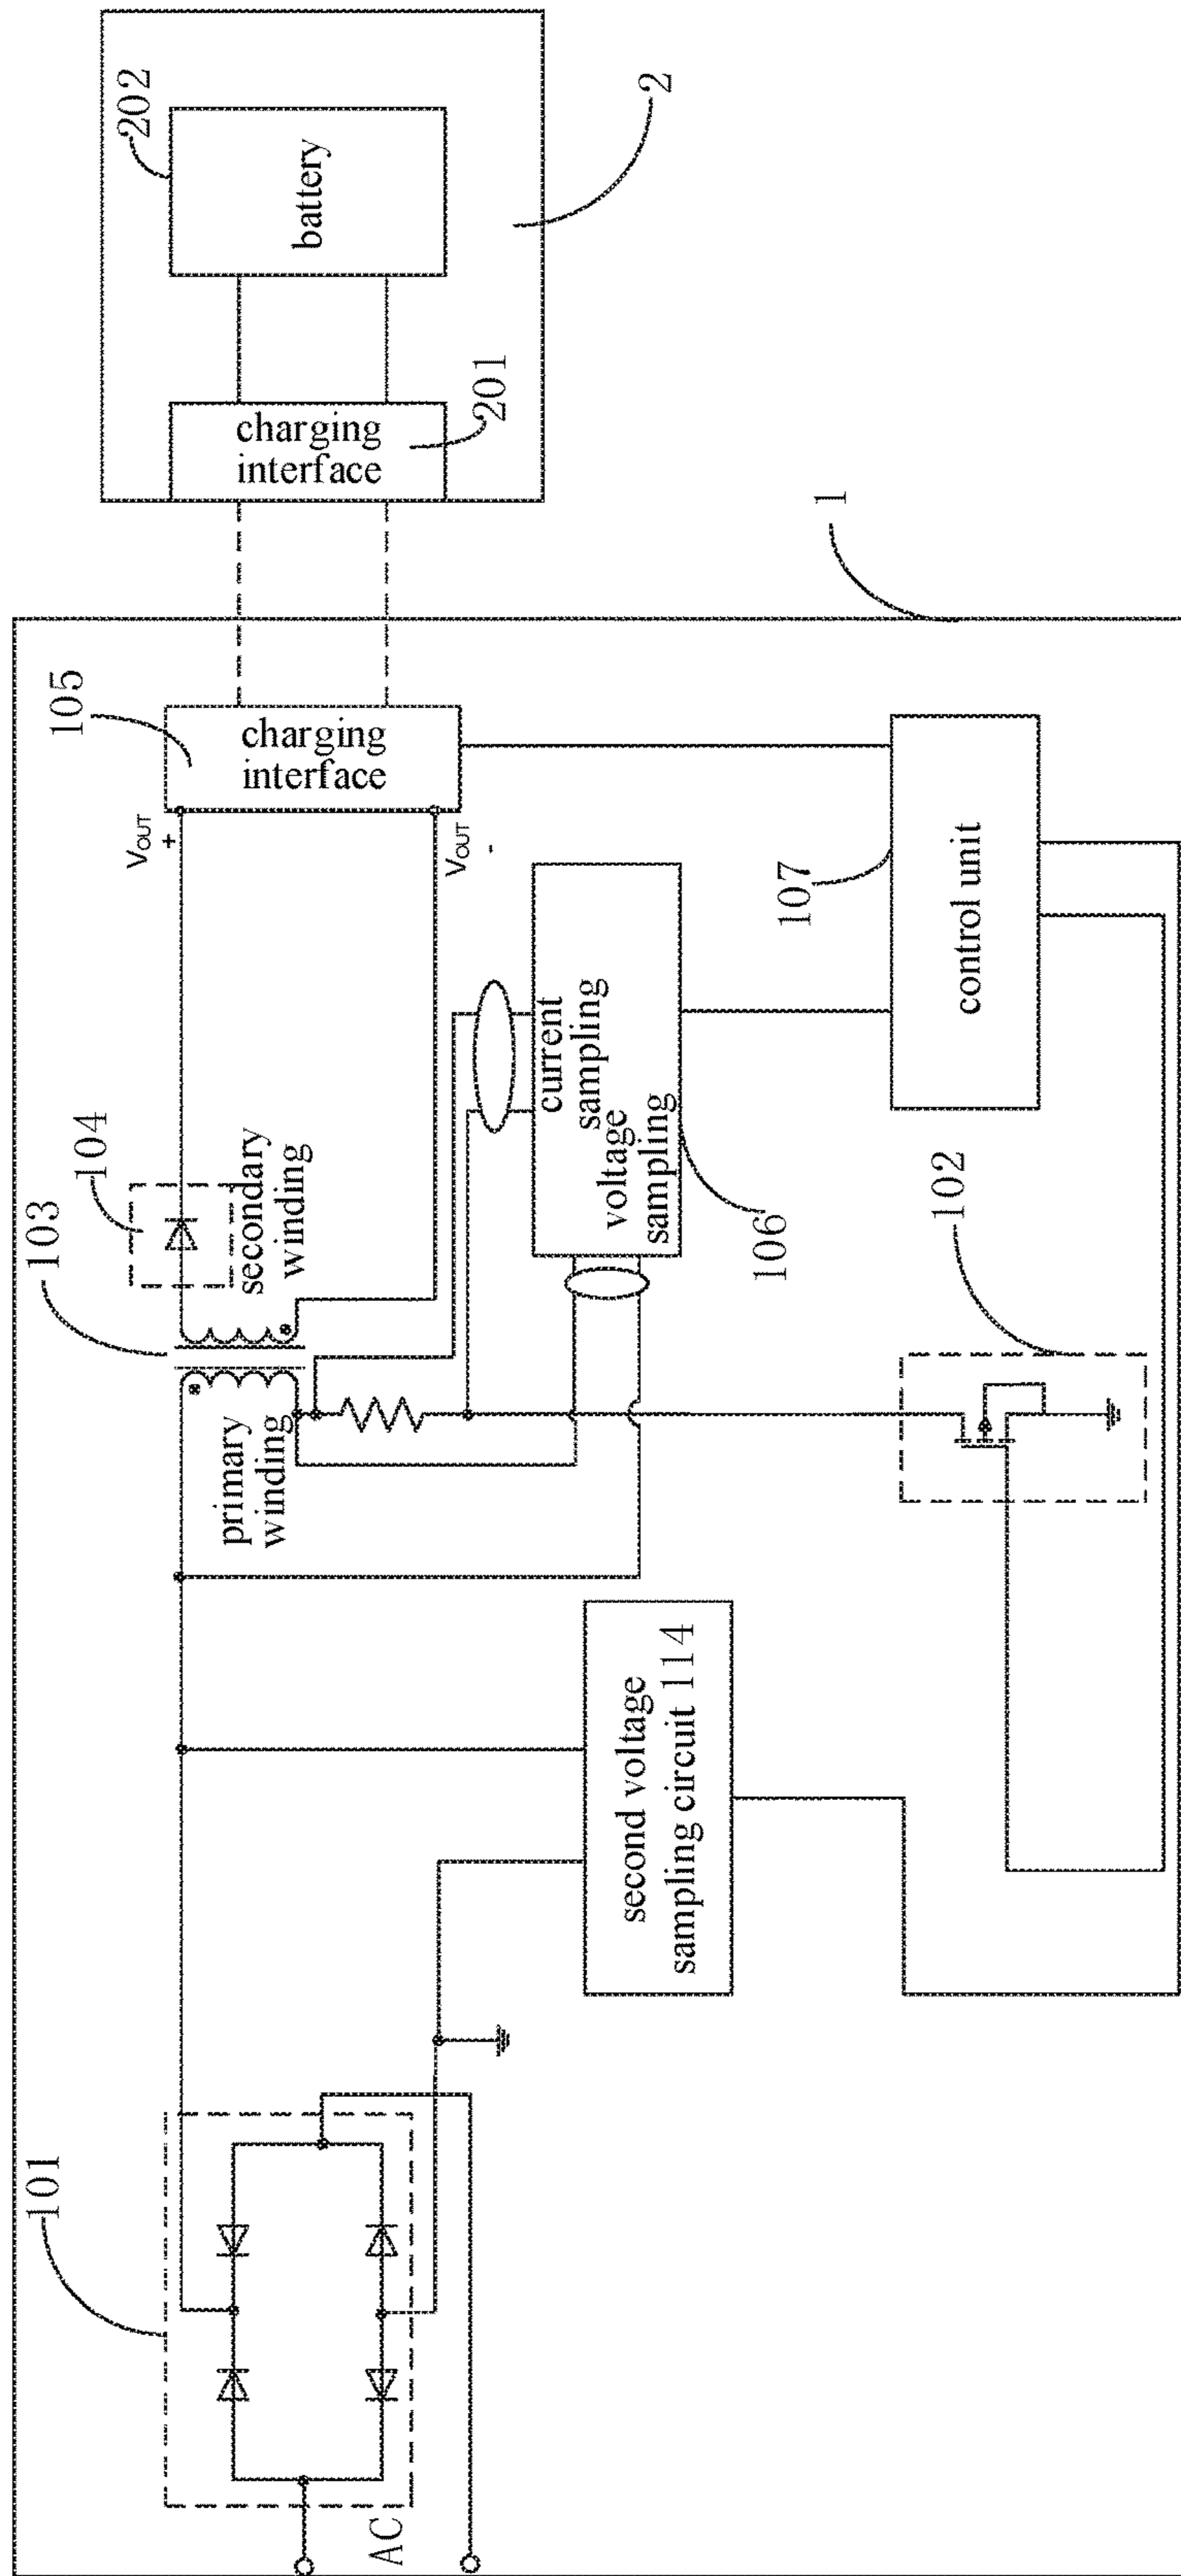 101
AC
103
104
primary
winding
secondary
winding
VOUT
+
VOUT
-
105
charging
interface
charging
interface
201
202
battery
2
1
current
sampling
voltage
sampling
106
107
control unit
102
second voltage
sampling circuit 114